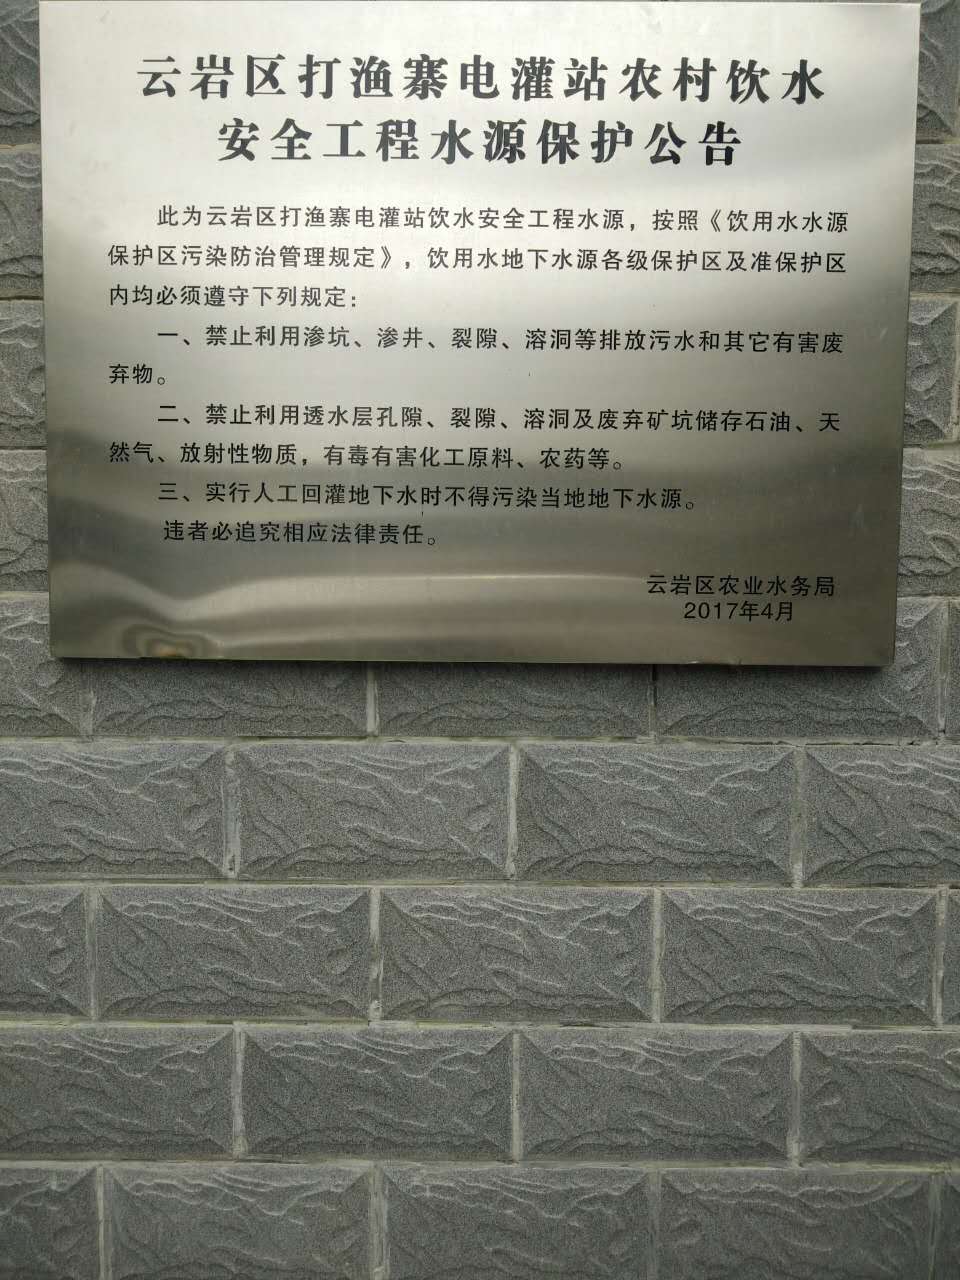 云岩区打渔寨电灌站农村饮水
安全工程水源保护公告
此为云岩区打渔寨电灌站饮水安全工程水源，按照《饮用水水源
保护区污染防治管理规定》，饮用水地下水源各级保护区及准保护区
内均必须遵守下列规定：
一、禁止利用渗坑、渗井、裂隙、溶洞等排放污水和其它有害废
弃物。
二、禁止利用透水层孔隙、裂隙、溶洞及废弃矿坑储存石油、天
然气、放射性物质，有毒有害化工原料、农药等。
三、实行人工回灌地下水时不得污染当地地下水源。
违者必追究相应法律责任。
云岩区农业水务局
2017年4月